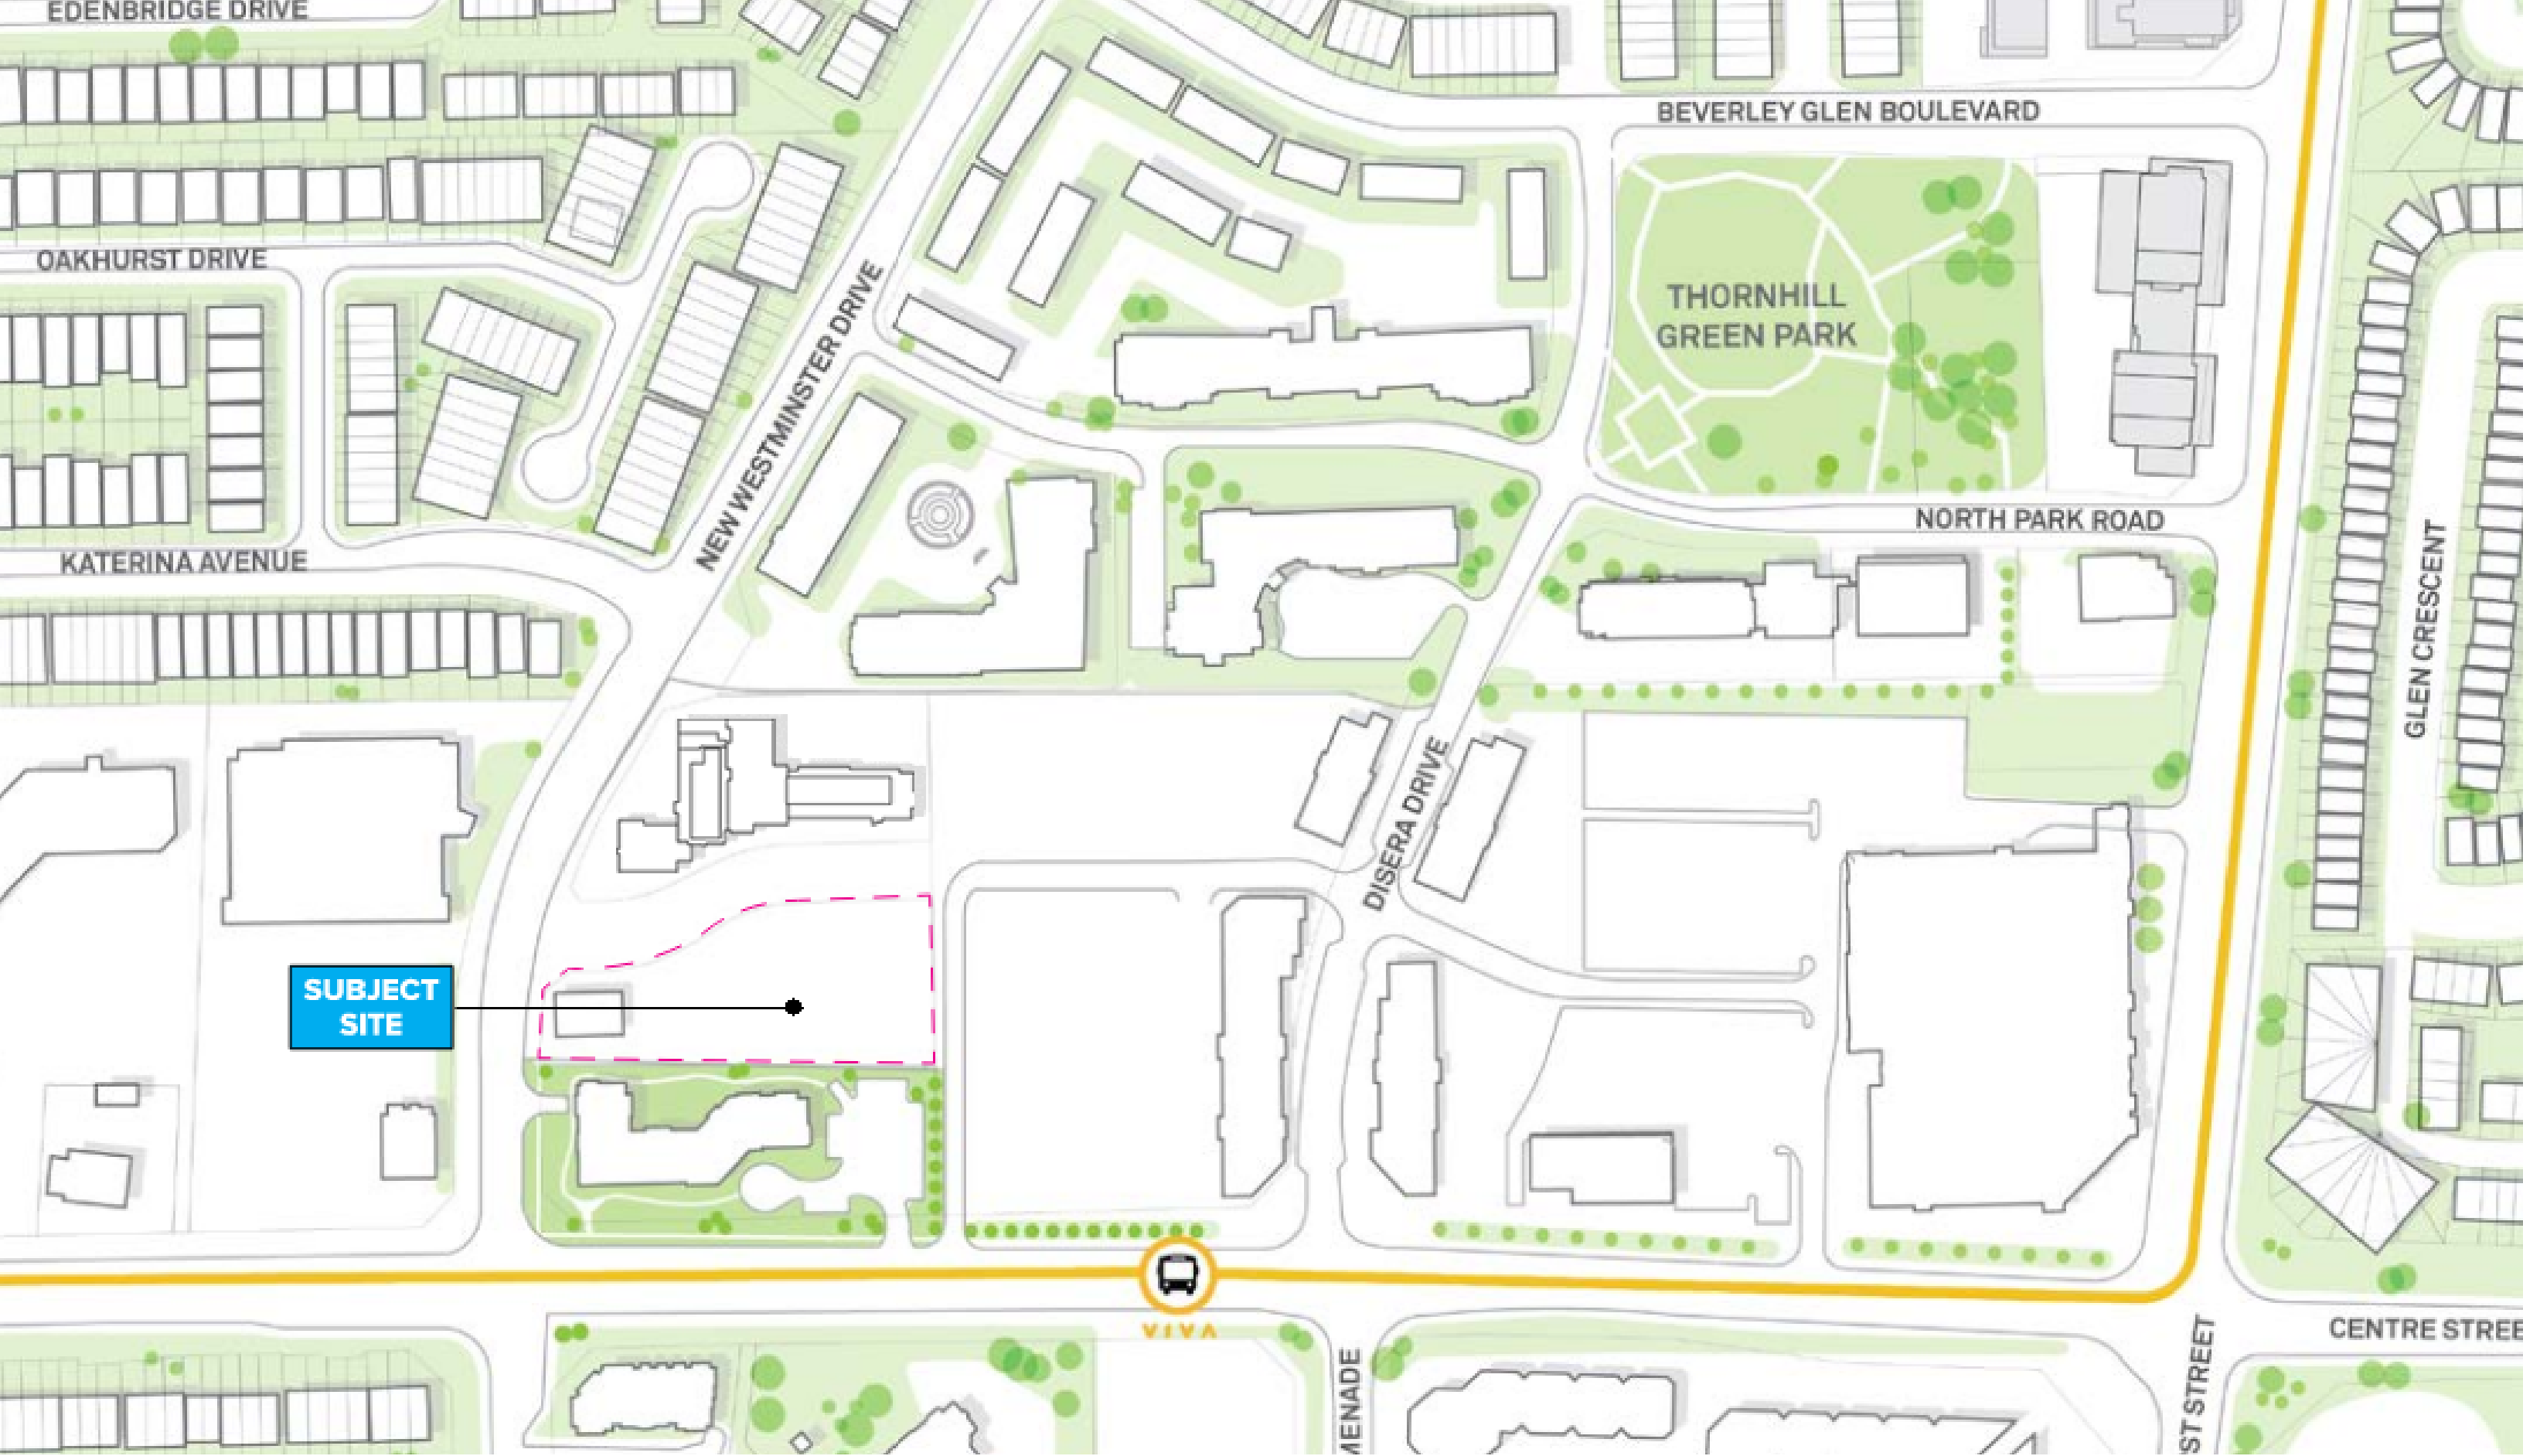 EDENBRIDGE DRIVE
BEVERLEY GLEN BOULEVARD
OAKHURST DRIVE
THORNHILL
GREEN PARK
NEW WESTMINSTER DRIVE
NORTH PARK ROAD
KATERINA AVENUE
GLEN CRESCENT
DISERA DRIVE
SUBJECT
SITE
VIVA
CENTRE STREE
MENADE
ST STREET